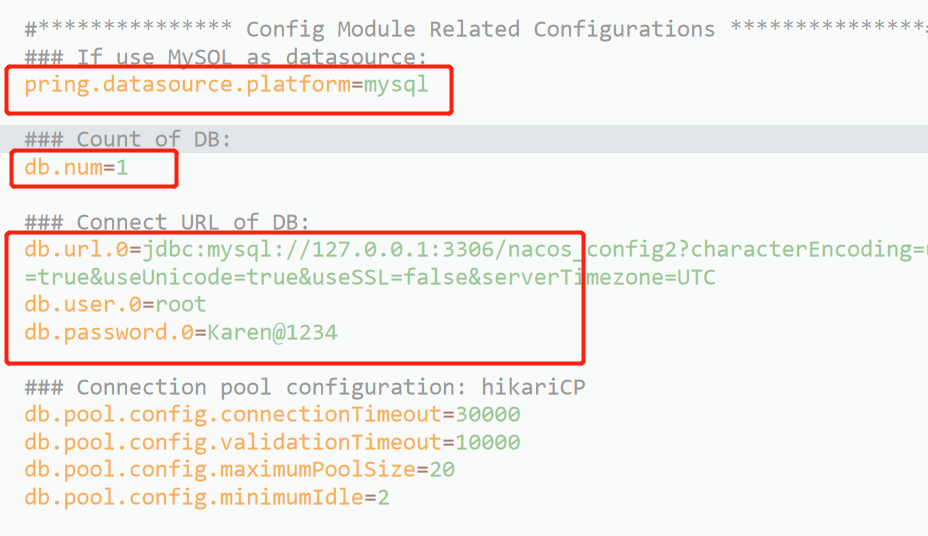 #*************** Config Module Related Configurations ***************
### If use MySQL as datasource:
pring.datasource.platform=mysql
### Count of DB:
db.num=1
### Connect URL of DB:
db.url.0=jdbc:mysql://127.0.0.1:3306/nacos_config2?characterEncoding=
=true&useUnicode=true&useSSL=false&serverTimezone=UTC
db.user.0=root
db.password.0=Karen@1234
### Connection pool configuration: hikariCP
db.pool.config.connectionTimeout=30000
db.pool.config.validationTimeout=10000
db.pool.config.maximumPoolSize=20
db.pool.config.minimumIdle=2